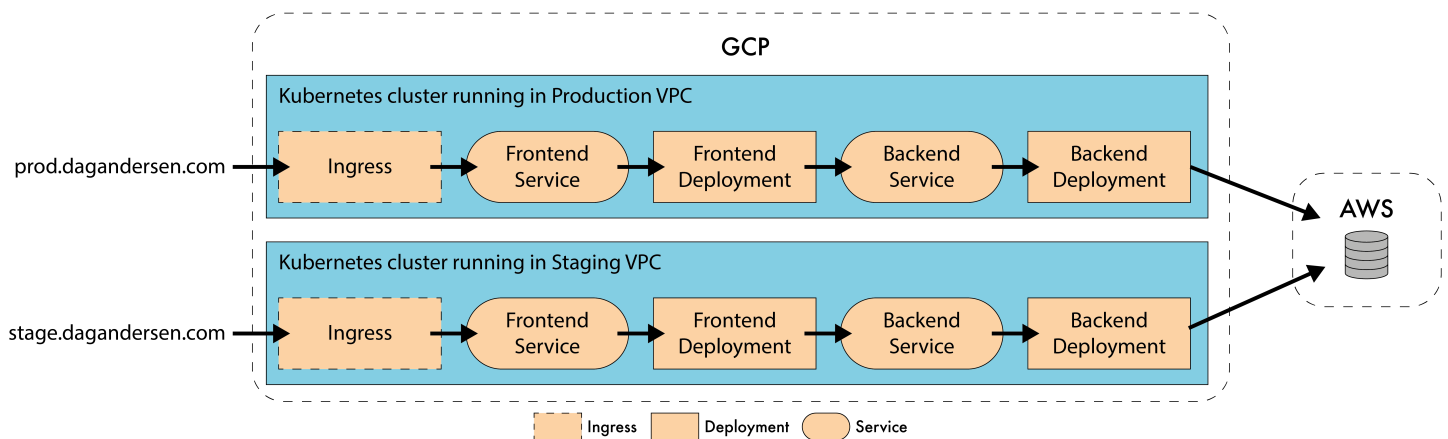 GCP
Kubernetes cluster running in Production VPC
prod.dagandersen.com
Ingress
Frontend
Service
Frontend
Deployment
Backend
Service
Backend
Deployment
AWS
Kubernetes cluster running in Staging VPC
stage.dagandersen.com
Ingress
Frontend
Service
Frontend
Deployment
Backend
Service
Backend
Deployment
Ingress
Deployment
Service